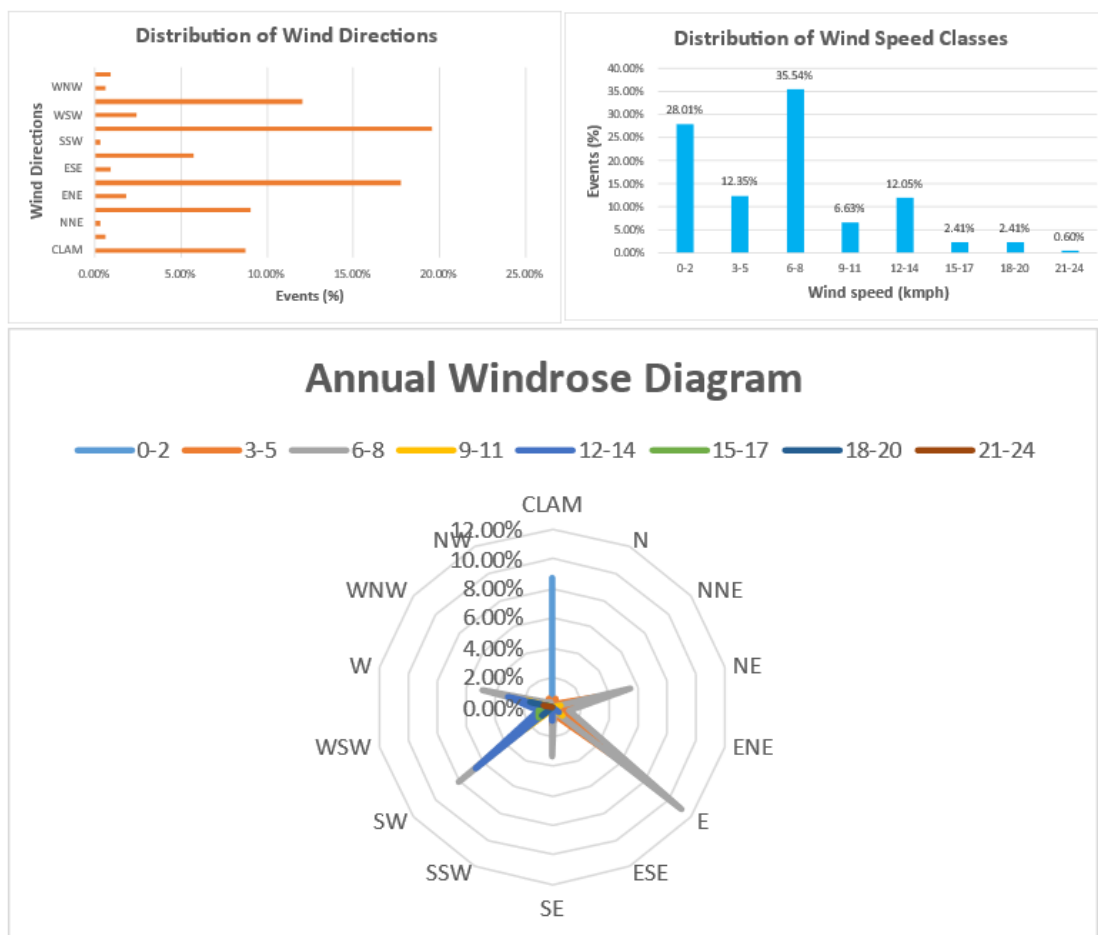 Distribution of Wind Directions
Wind Directions
WNW
WSW
SSW
ESE
ENE
NNE
CLAM
0.00% 5.00% 10.00% 15.00% 20.00% 25.00%
Events (%)
Distribution of Wind Speed Classes
Events (%)
40.00%
35.00%
30.00%
25.00%
20.00%
15.00%
10.00%
5.00%
0.00%
28.01%
12.35%
35.54%
6.63%
12.05%
2.41%
2.41%
0.60%
0-2 3-5 6-8 9-11 12-14 15-17 18-20 21-24
Wind speed (kmph)
Annual Windrose Diagram
0-2 3-5 6-8 9-11 12-14 15-17 18-20 21-24
CLAM
N
NNE
NE
ENE
E
ESE
SE
SSW
SW
WSW
W
WNW
NW
12.00%
10.00%
8.00%
6.00%
4.00%
2.00%
0.00%